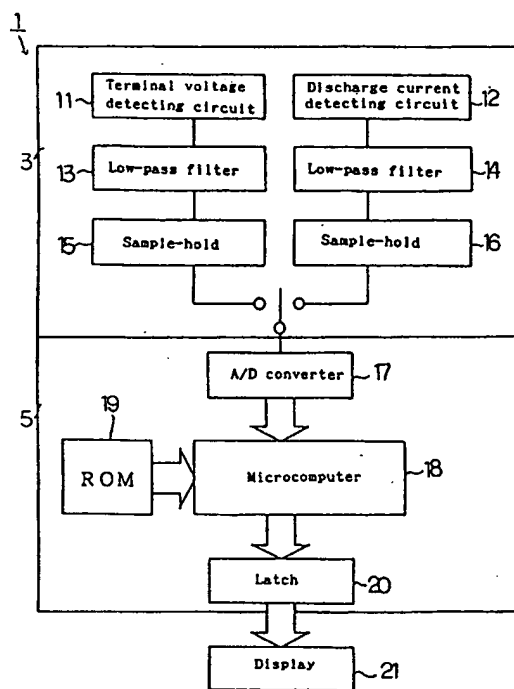 1
Terminal voltage
detecting circuit
11
Discharge current
detecting circuit
12
3
Low-pass filter
13
Low-pass filter
14
Sample-hold
15
Sample-hold
16
A/D converter
17
5
19
ROM
Microcomputer
18
Latch
20
Display
21